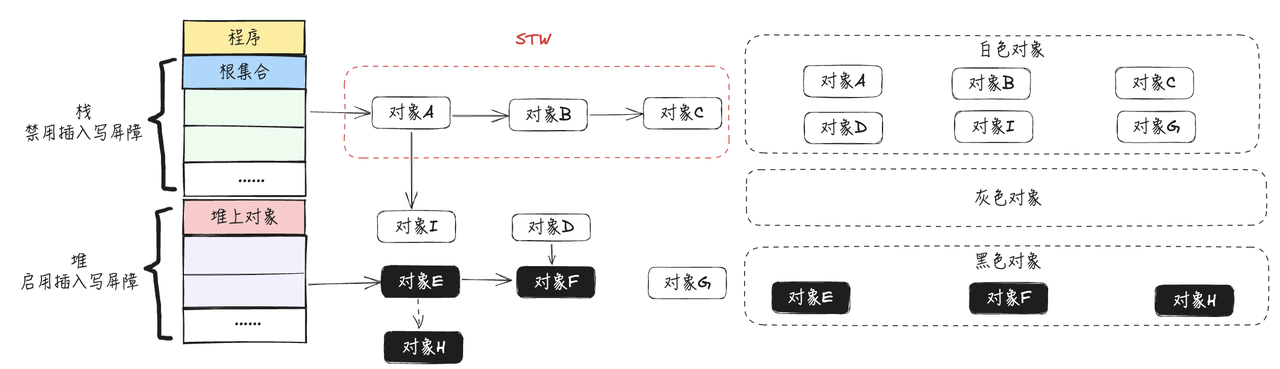 程序
根集合
……
栈
禁用插入写屏障
堆上对象
……
堆
启用插入写屏障
STW
对象A
对象B
对象C
对象I
对象D
对象E
对象F
对象G
对象H
白色对象
对象A
对象B
对象C
对象D
对象I
对象G
灰色对象
黑色对象
对象E
对象F
对象H